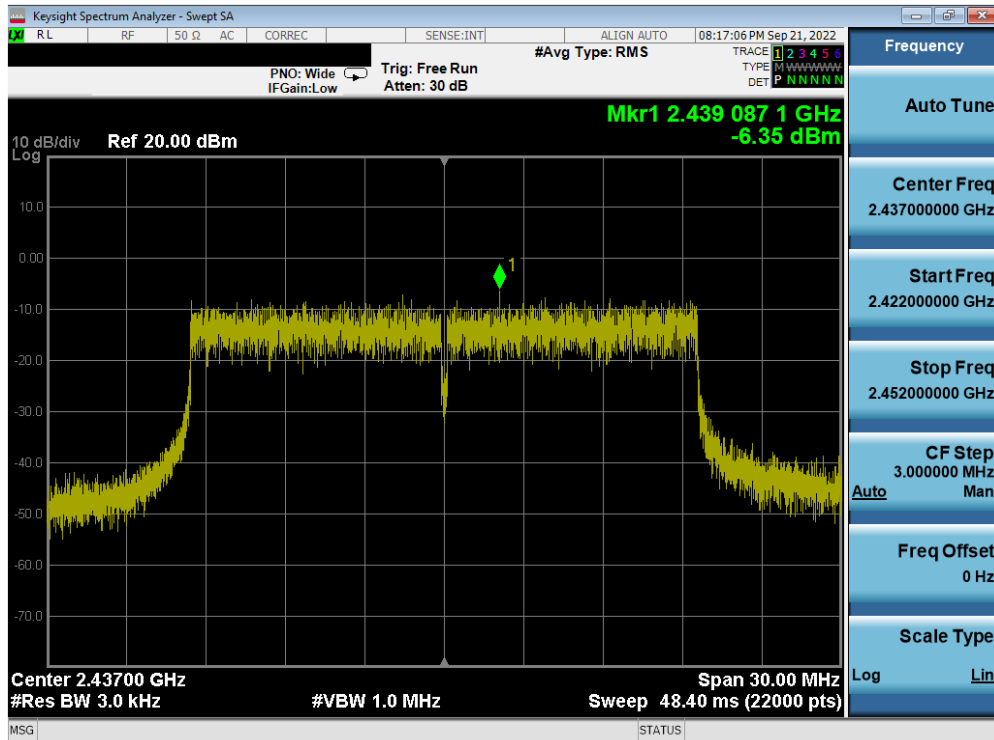 Keysight Spectrum Analyzer - Swept SA
LXI RL RF 50 Ω AC CORREC SENSE:INT ALIGN AUTO 08:17:06 PM Sep 21, 2022
PNO: Wide
IFGain:Low
Trig: Free Run
Atten: 30 dB
#Avg Type: RMS
TRACE 1 2 3 4 5 6
TYPE M WWWWW
DET P N N N N N
Mkr1 2.439 087 1 GHz
-6.35 dBm
10 dB/div Ref 20.00 dBm
Log
10.0
0.00
-10.0
-20.0
-30.0
-40.0
-50.0
-60.0
-70.0
1
Center 2.43700 GHz Span 30.00 MHz
#Res BW 3.0 kHz #VBW 1.0 MHz Sweep 48.40 ms (22000 pts)
MSG STATUS
Frequency
Auto Tune
Center Freq
2.437000000 GHz
Start Freq
2.422000000 GHz
Stop Freq
2.452000000 GHz
CF Step
3.000000 MHz
Auto Man
Freq Offset
0 Hz
Scale Type
Log Lin